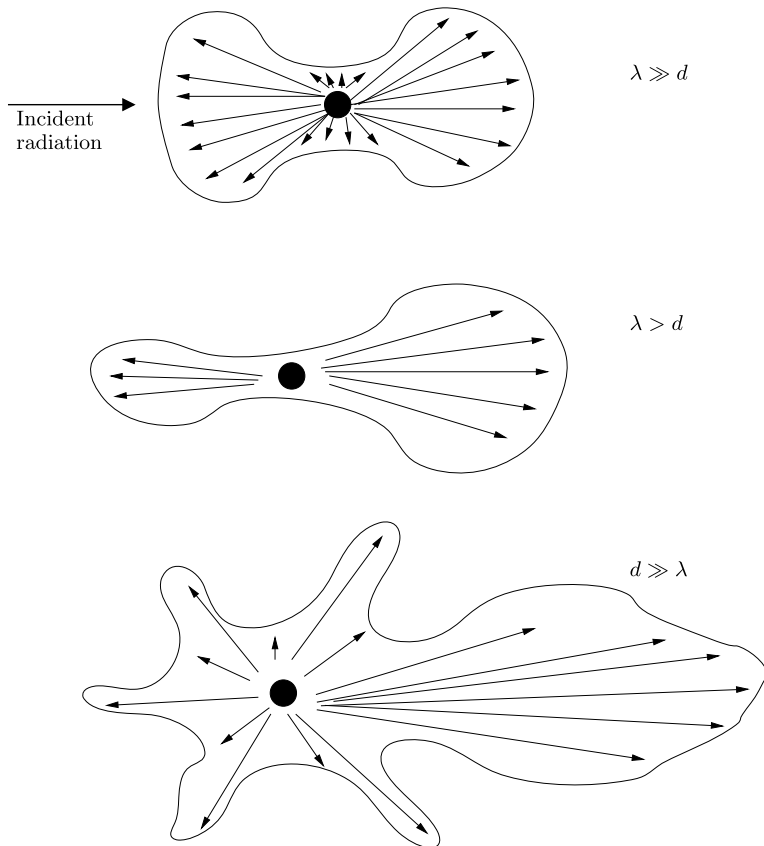 λ ≫ d
Incident
radiation
λ > d
d ≫ λ